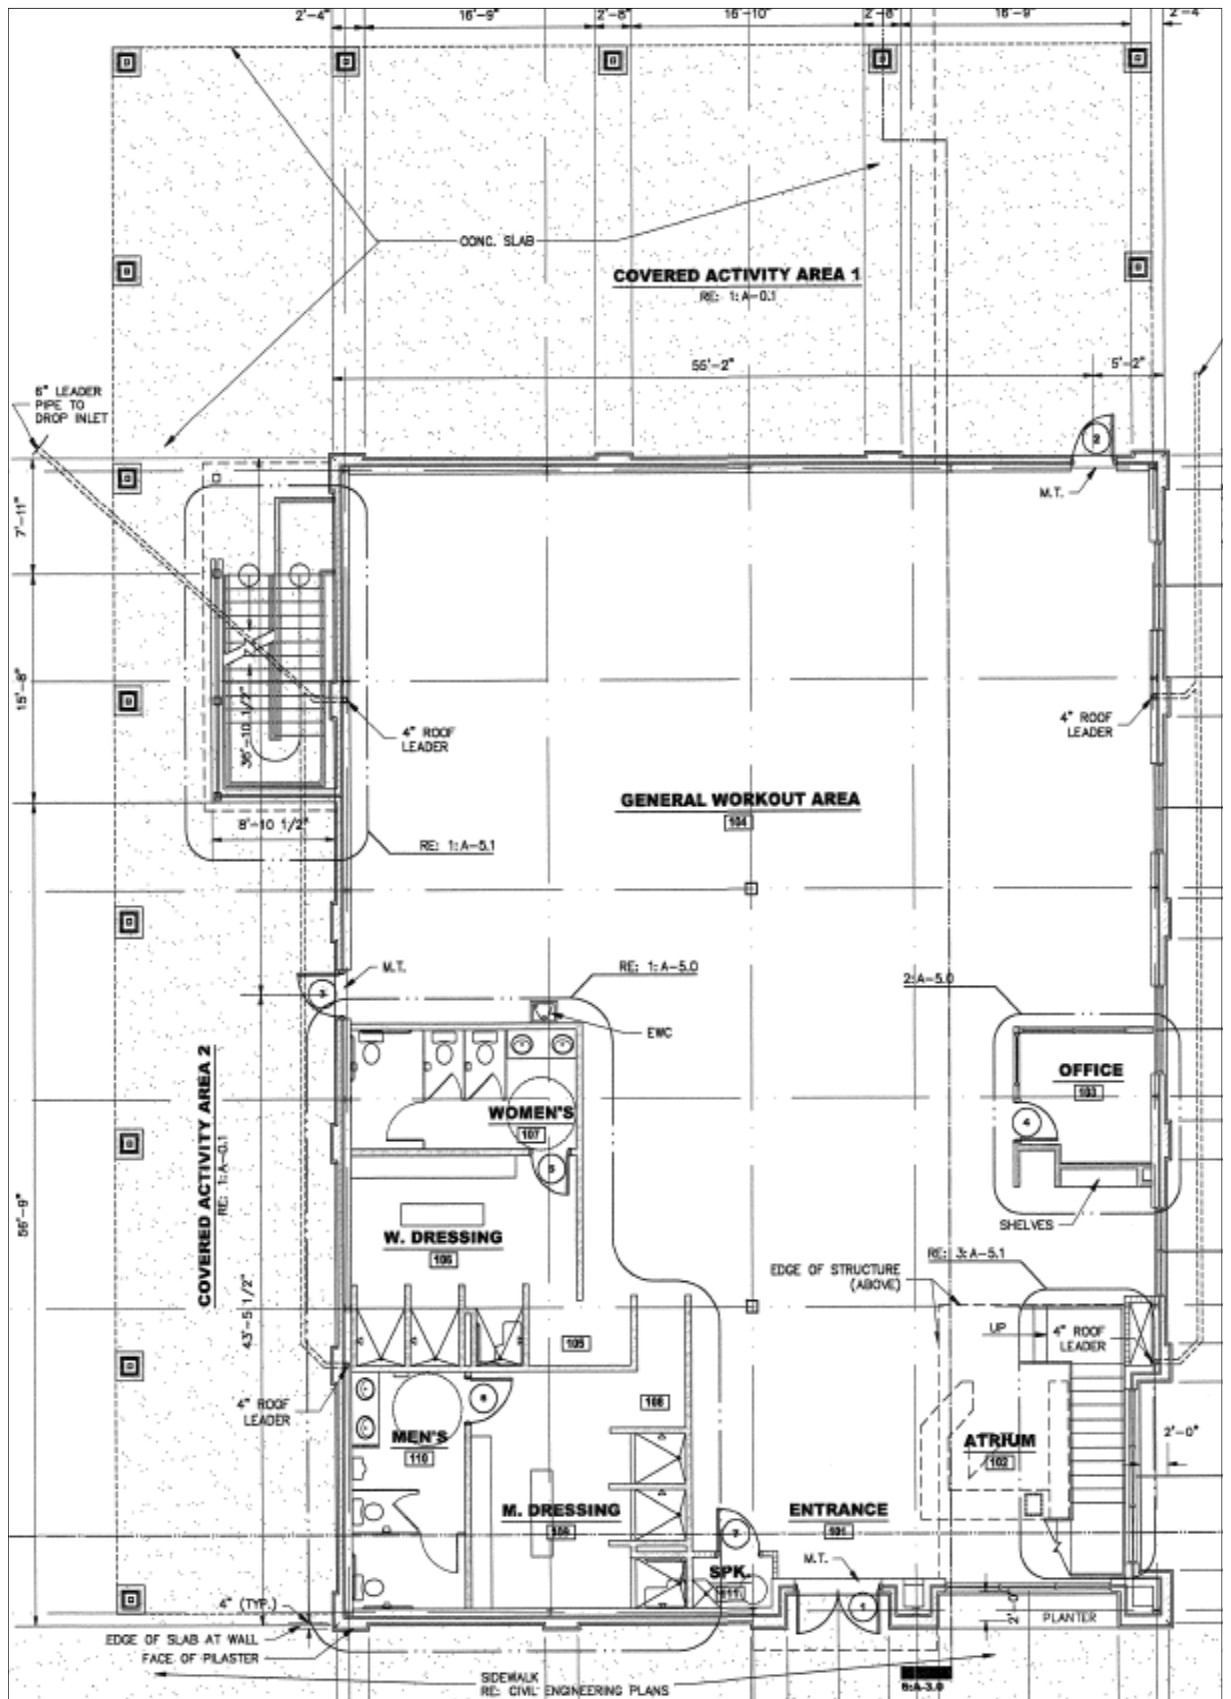 2'-4"
16'-9"
2'-8"
16'-10"
2'-8"
16'-9"
2'-4
CONC. SLAB
COVERED ACTIVITY AREA 1
RE: 1:A-0.1
55'-2"
5'-2"
6" LEADER
PIPE TO
DROP INLET
2
M.T.
7'-11"
15'-8"
36'-10 1/2"
4" ROOF
LEADER
4" ROOF
LEADER
GENERAL WORKOUT AREA
104
8'-10 1/2"
RE: 1:A-5.1
M.T.
RE: 1:A-5.0
2:A-5.0
3
EWC
OFFICE
103
WOMEN'S
107
4
5
COVERED ACTIVITY AREA 2
RE: 1:A-0.1
56'-9"
W. DRESSING
106
SHELVES
RE: 3:A-5.1
EDGE OF STRUCTURE
(ABOVE)
43'-5 1/2"
UP
4" ROOF
LEADER
105
4" ROOF
LEADER
6
108
MEN'S
110
ATRIUM
102
2'-0"
M. DRESSING
109
ENTRANCE
101
7
M.T.
SPK.
111
1
4" (TYP.)
2'-0"
PLANTER
EDGE OF SLAB AT WALL
FACE OF PILASTER
SIDEWALK
RE: CIVIL ENGINEERING PLANS
6:A-3.0